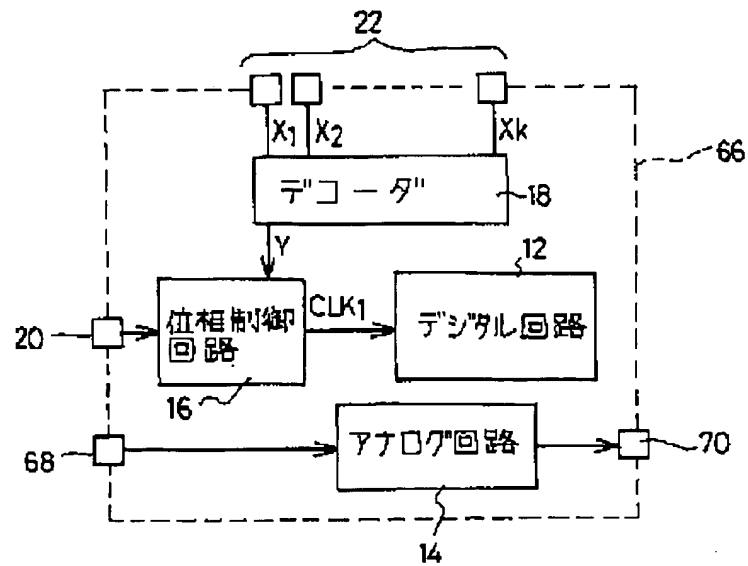 22
X1
X2
Xk
66
デコーダ
18
Y
12
20
位相制御
回路
CLK1
デジタル回路
16
68
アナログ回路
70
14